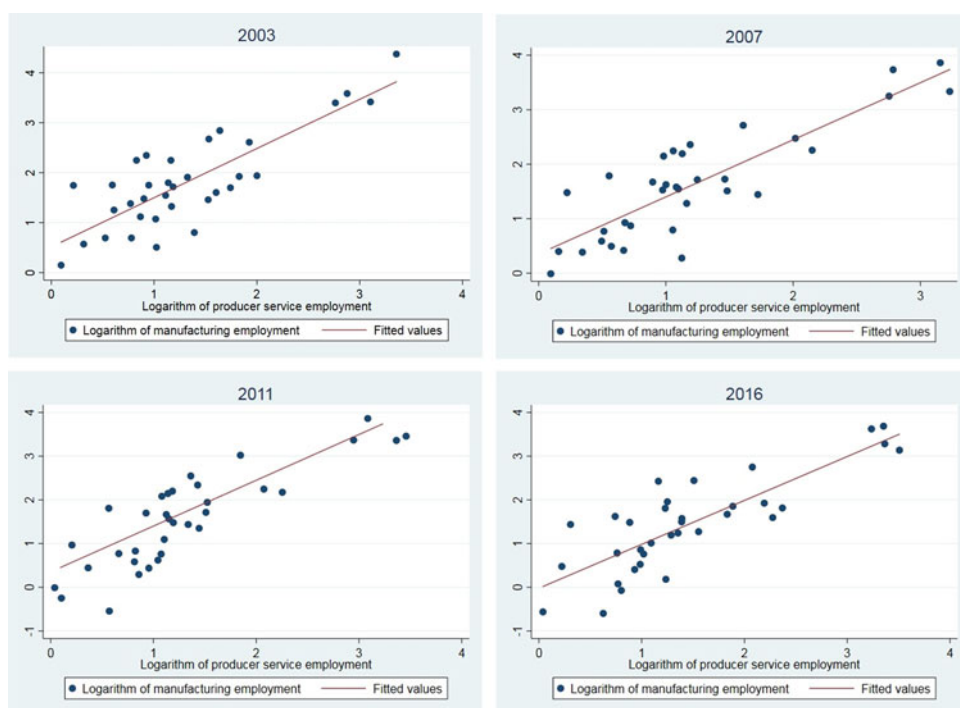 2003
4
3
2
1
0
0 1 2 3 4
Logarithm of producer service employment
Logarithm of manufacturing employment Fitted values
2007
4
3
2
1
0
0 1 2 3
Logarithm of producer service employment
Logarithm of manufacturing employment Fitted values
2011
4
3
2
1
0
-1
0 1 2 3 4
Logarithm of producer service employment
Logarithm of manufacturing employment Fitted values
2016
4
3
2
1
0
-1
0 1 2 3 4
Logarithm of producer service employment
Logarithm of manufacturing employment Fitted values